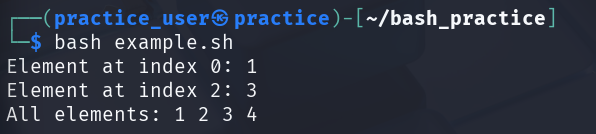 ┌──(practice_user㉿practice)-[~/bash_practice]
└─$ bash example.sh
Element at index 0: 1
Element at index 2: 3
All elements: 1 2 3 4